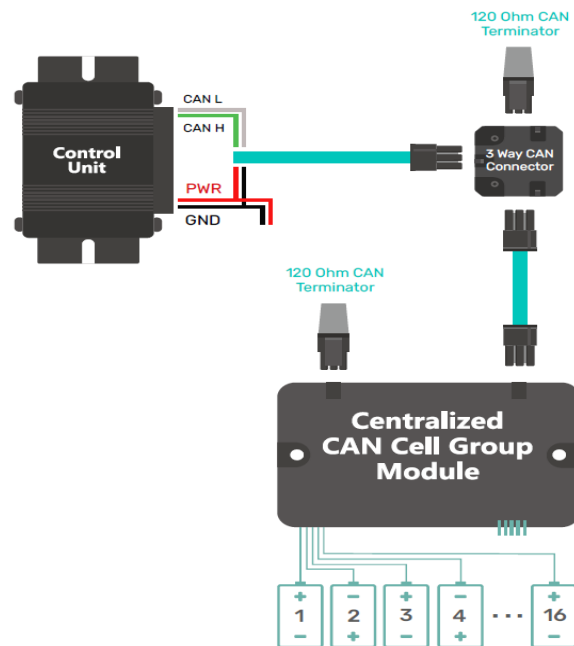 120 Ohm CAN
Terminator
CAN L
CAN H
Control
Unit
3 Way CAN
Connector
PWR
GND
120 Ohm CAN
Terminator
Centralized
CAN Cell Group
Module
+ − + − +
1 2 3 4 ... 16
− + − + −